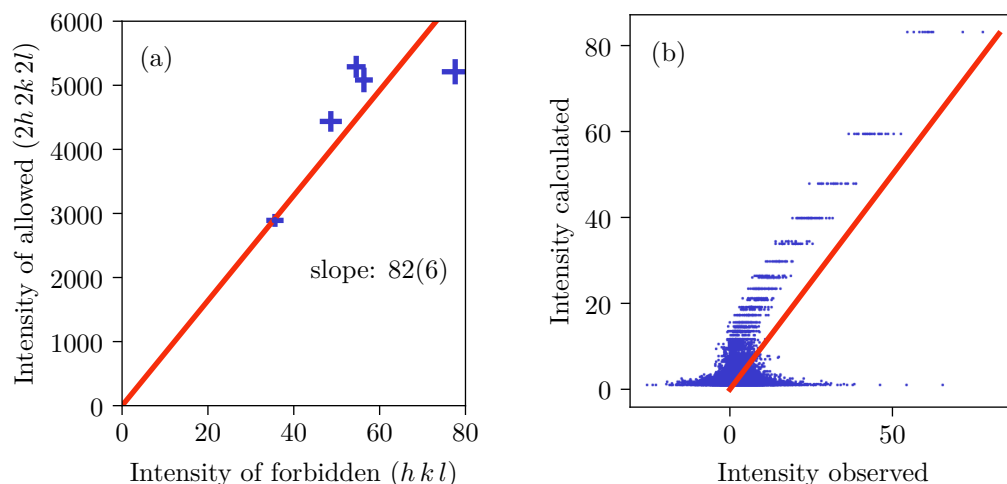 6000
5000
4000
3000
2000
1000
0
Intensity of allowed (2h 2k 2l)
(a)
slope: 82(6)
0 20 40 60 80
Intensity of forbidden (h k l)
80
60
40
20
0
Intensity calculated
(b)
0 50
Intensity observed